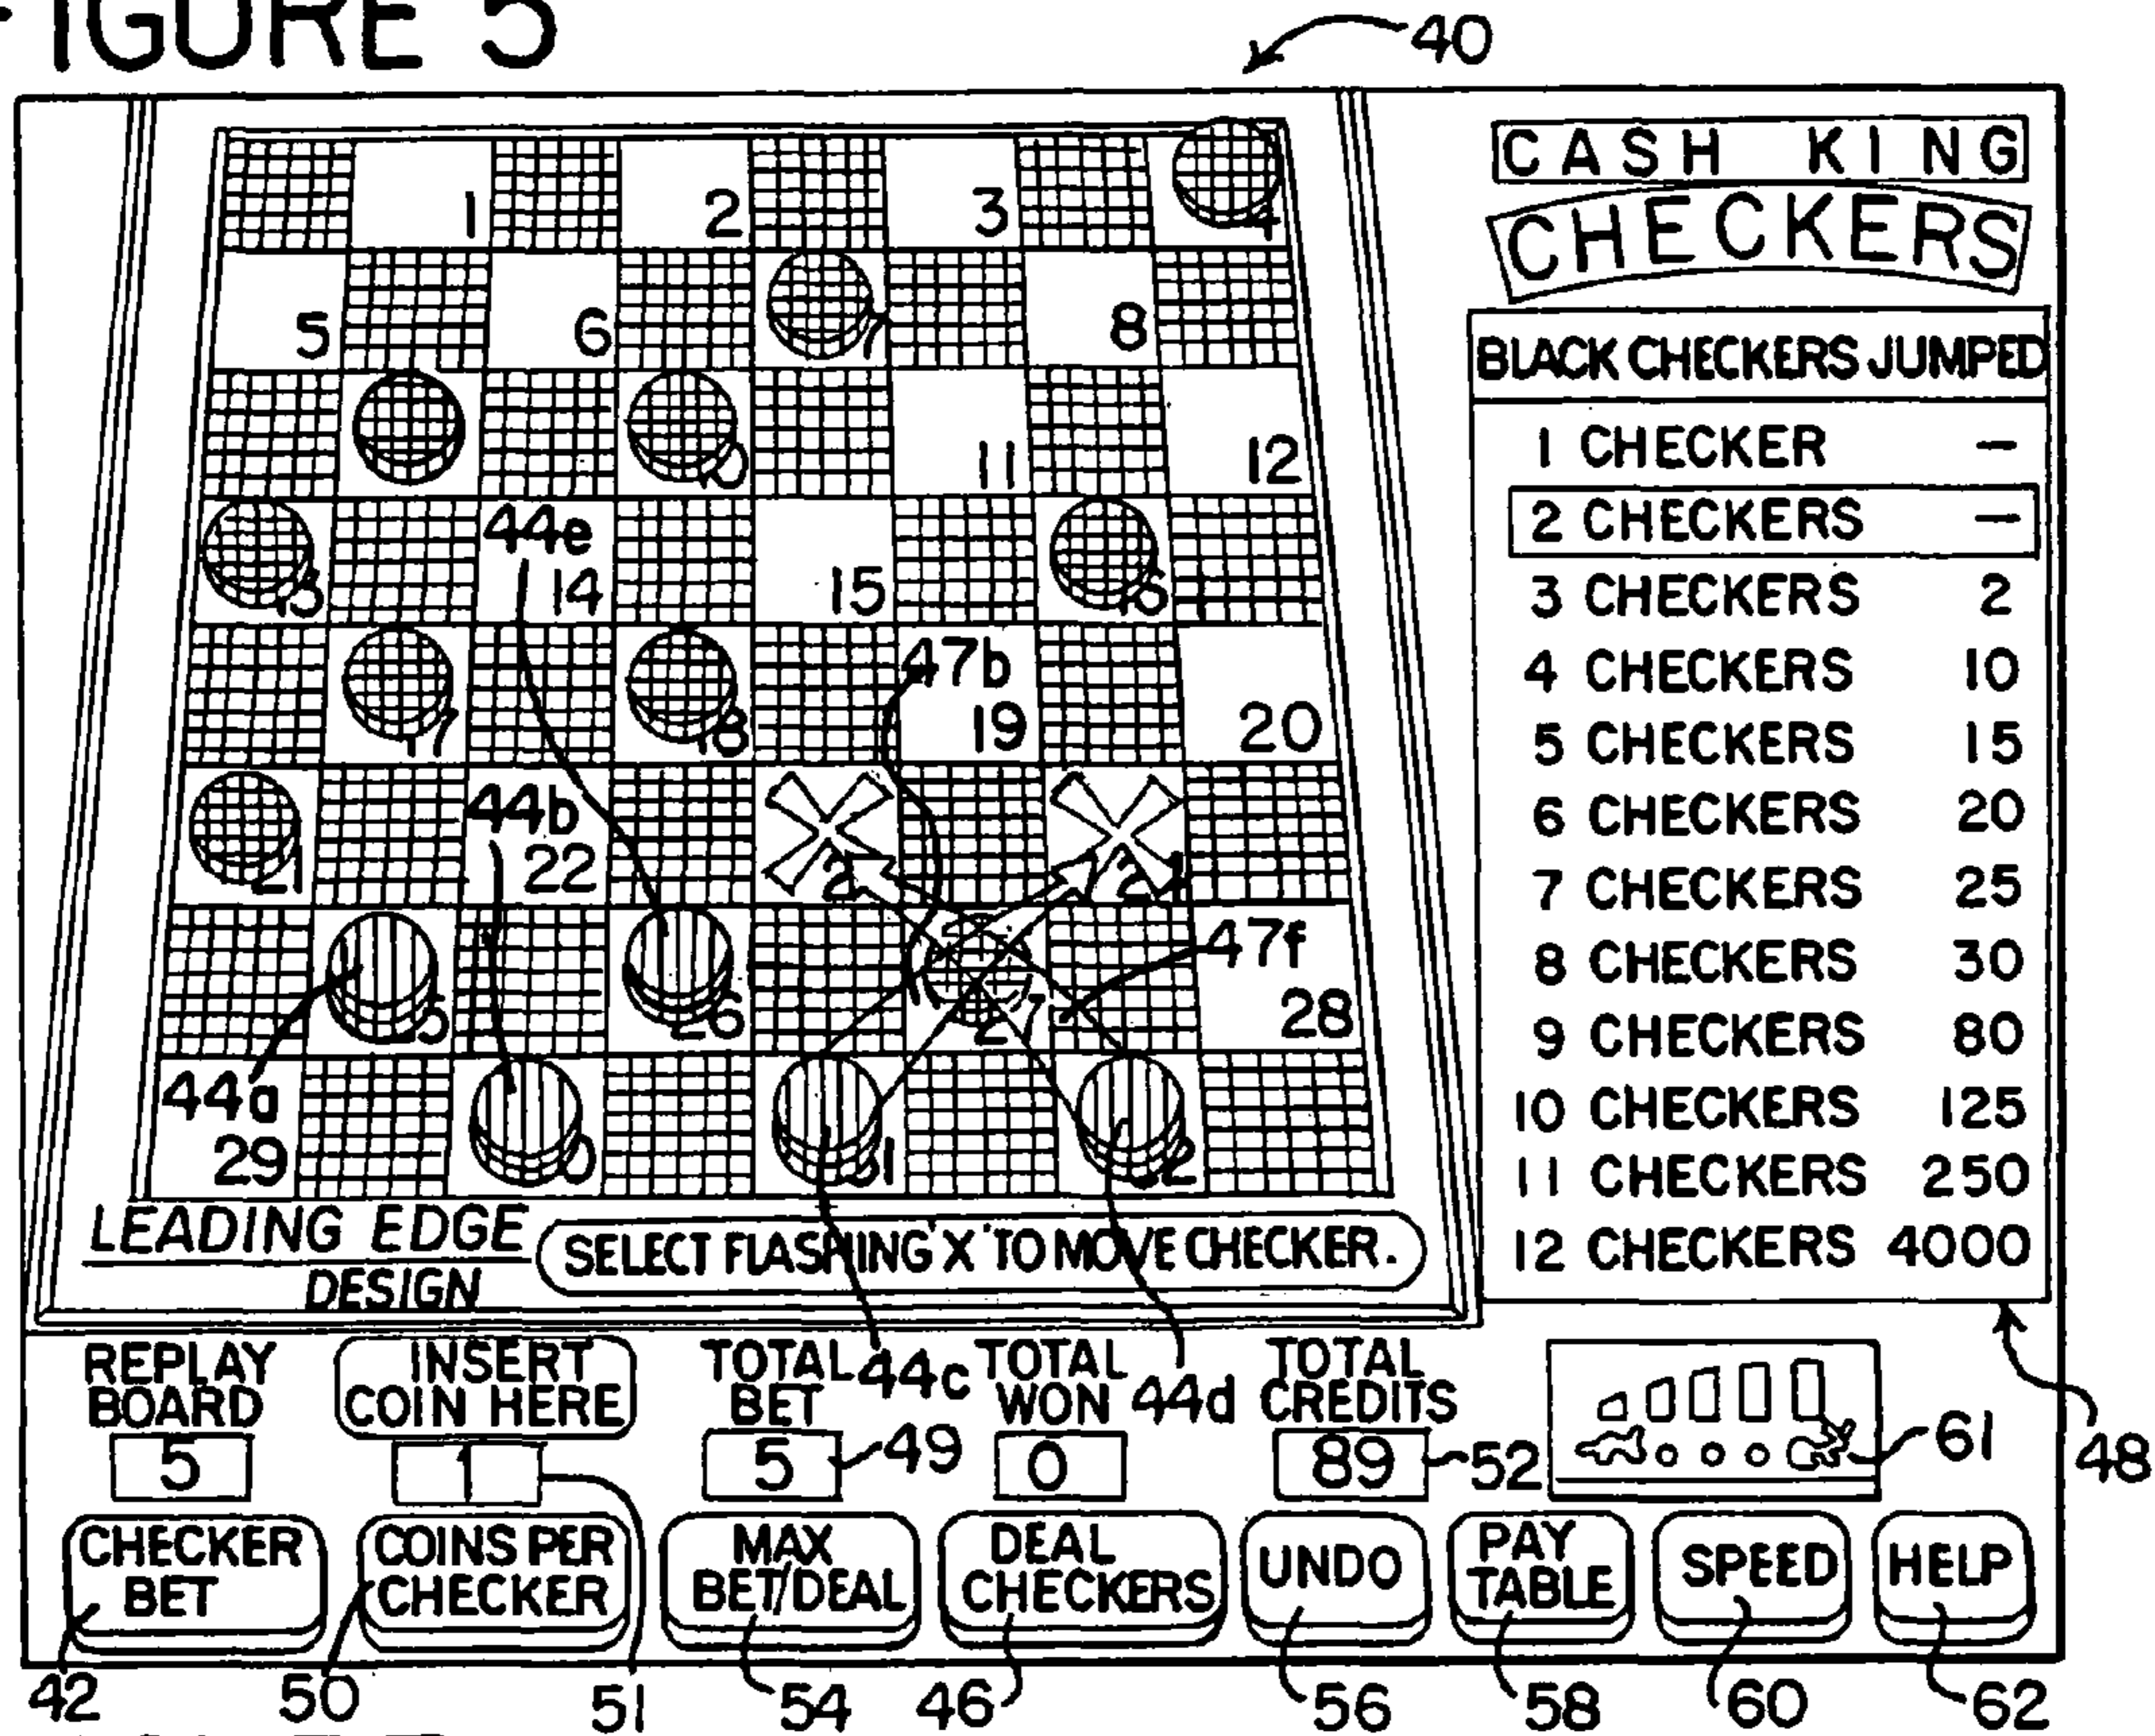 FIGURE 5
40
CASH KING
CHECKERS
1 2 3 4
5 6 7 8
11 12
44e
14 15
47b
19 20
44b
21 22
47f
26 27 28
44a
29
LEADING EDGE
DESIGN
SELECT FLASHING 'X' TO MOVE CHECKER.
BLACK CHECKERS JUMPED
1 CHECKER —
2 CHECKERS —
3 CHECKERS 2
4 CHECKERS 10
5 CHECKERS 15
6 CHECKERS 20
7 CHECKERS 25
8 CHECKERS 30
9 CHECKERS 80
10 CHECKERS 125
11 CHECKERS 250
12 CHECKERS 4000
REPLAY
BOARD
5
INSERT
COIN HERE
1
TOTAL
BET
5
44c
49
TOTAL
WON
0
44d
TOTAL
CREDITS
89
52
61
48
CHECKER
BET
COINS PER
CHECKER
MAX
BET/DEAL
DEAL
CHECKERS
UNDO
PAY
TABLE
SPEED
HELP
42 50 51 54 46 56 58 60 62